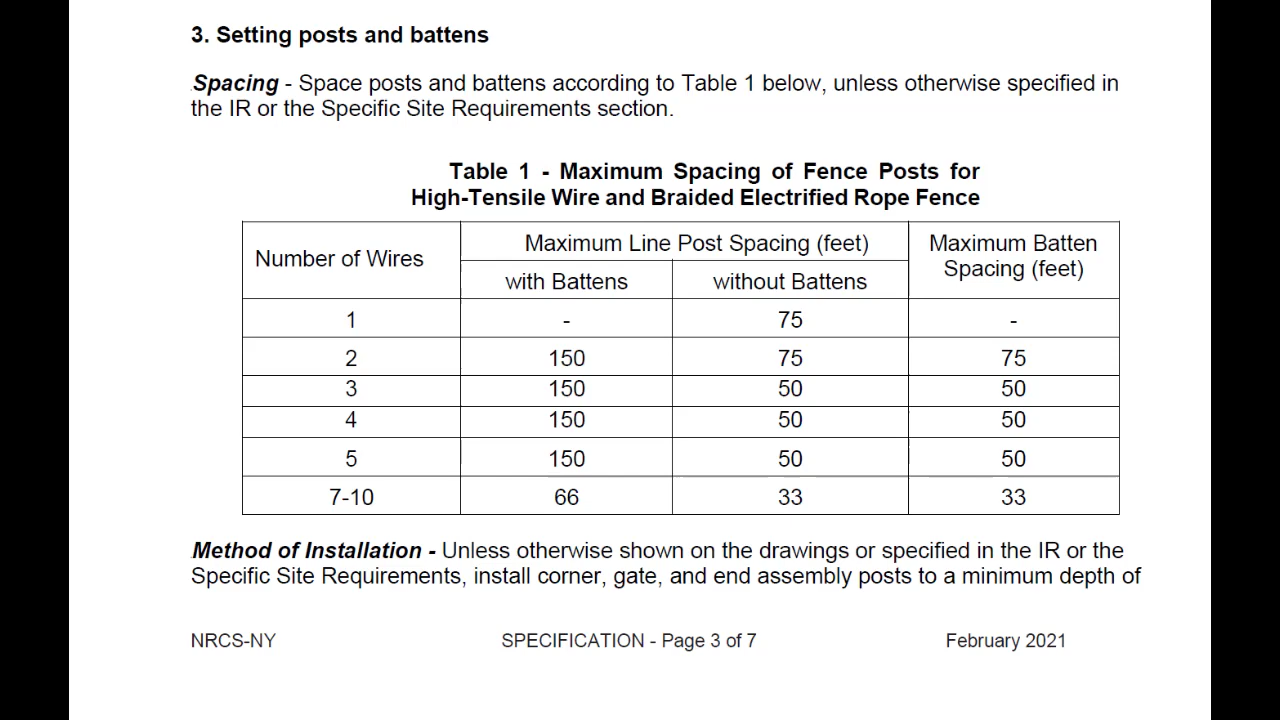 3. Setting posts and battens
Spacing - Space posts and battens according to Table 1 below, unless otherwise specified in
the IR or the Specific Site Requirements section.
Table 1 - Maximum Spacing of Fence Posts for
High-Tensile Wire and Braided Electrified Rope Fence
Number of Wires Maximum Line Post Spacing (feet) Maximum Batten Spacing (feet)
with Battens without Battens
1 - 75 -
2 150 75 75
3 150 50 50
4 150 50 50
5 150 50 50
7-10 66 33 33
Method of Installation - Unless otherwise shown on the drawings or specified in the IR or the
Specific Site Requirements, install corner, gate, and end assembly posts to a minimum depth of
NRCS-NY SPECIFICATION - Page 3 of 7 February 2021